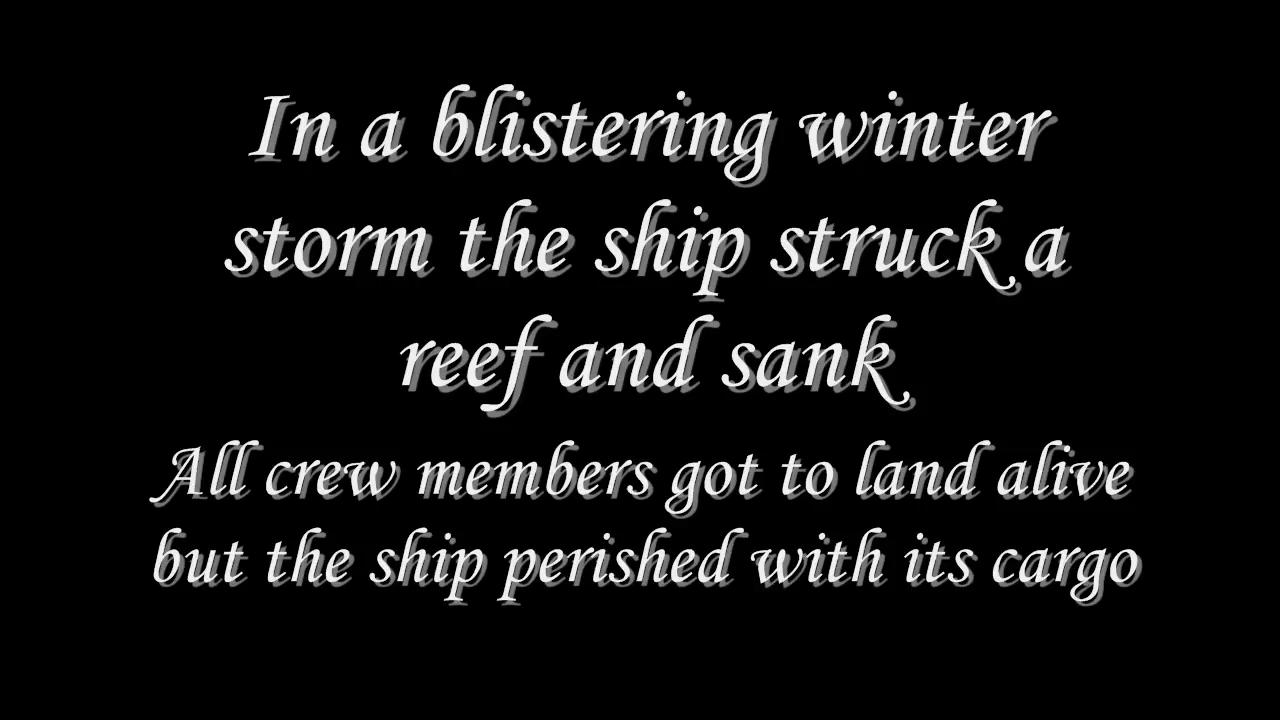 In a blistering winter
storm the ship struck a
reef and sank
All crew members got to land alive
but the ship perished with its cargo